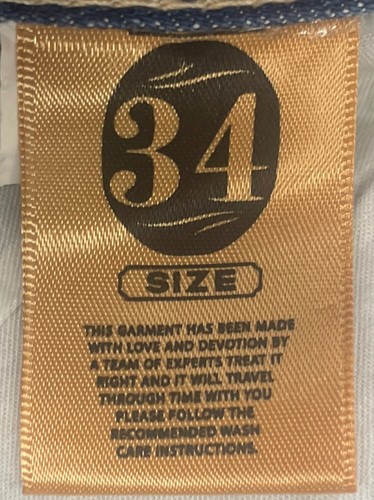 34
SIZE
THIS GARMENT HAS BEEN MADE
WITH LOVE AND DEVOTION BY
A TEAM OF EXPERTS TREAT IT
RIGHT AND IT WILL TRAVEL
THROUGH TIME WITH YOU
PLEASE FOLLOW THE
RECOMMENDED WASH
CARE INSTRUCTIONS.